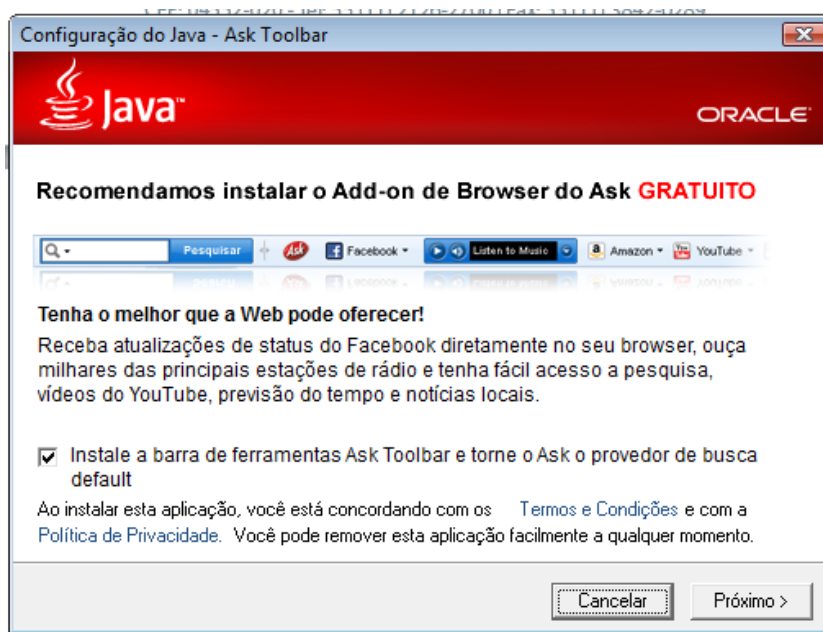 Configuração do Java - Ask Toolbar
Java™
ORACLE
Recomendamos instalar o Add-on de Browser do Ask GRATUITO
Pesquisar Ask Facebook Listen to Music Amazon YouTube
Tenha o melhor que a Web pode oferecer!
Receba atualizações de status do Facebook diretamente no seu browser, ouça
milhares das principais estações de rádio e tenha fácil acesso a pesquisa,
vídeos do YouTube, previsão do tempo e notícias locais.
Instale a barra de ferramentas Ask Toolbar e torne o Ask o provedor de busca
default
Ao instalar esta aplicação, você está concordando com os Termos e Condições e com a
Política de Privacidade. Você pode remover esta aplicação facilmente a qualquer momento.
Cancelar
Próximo >